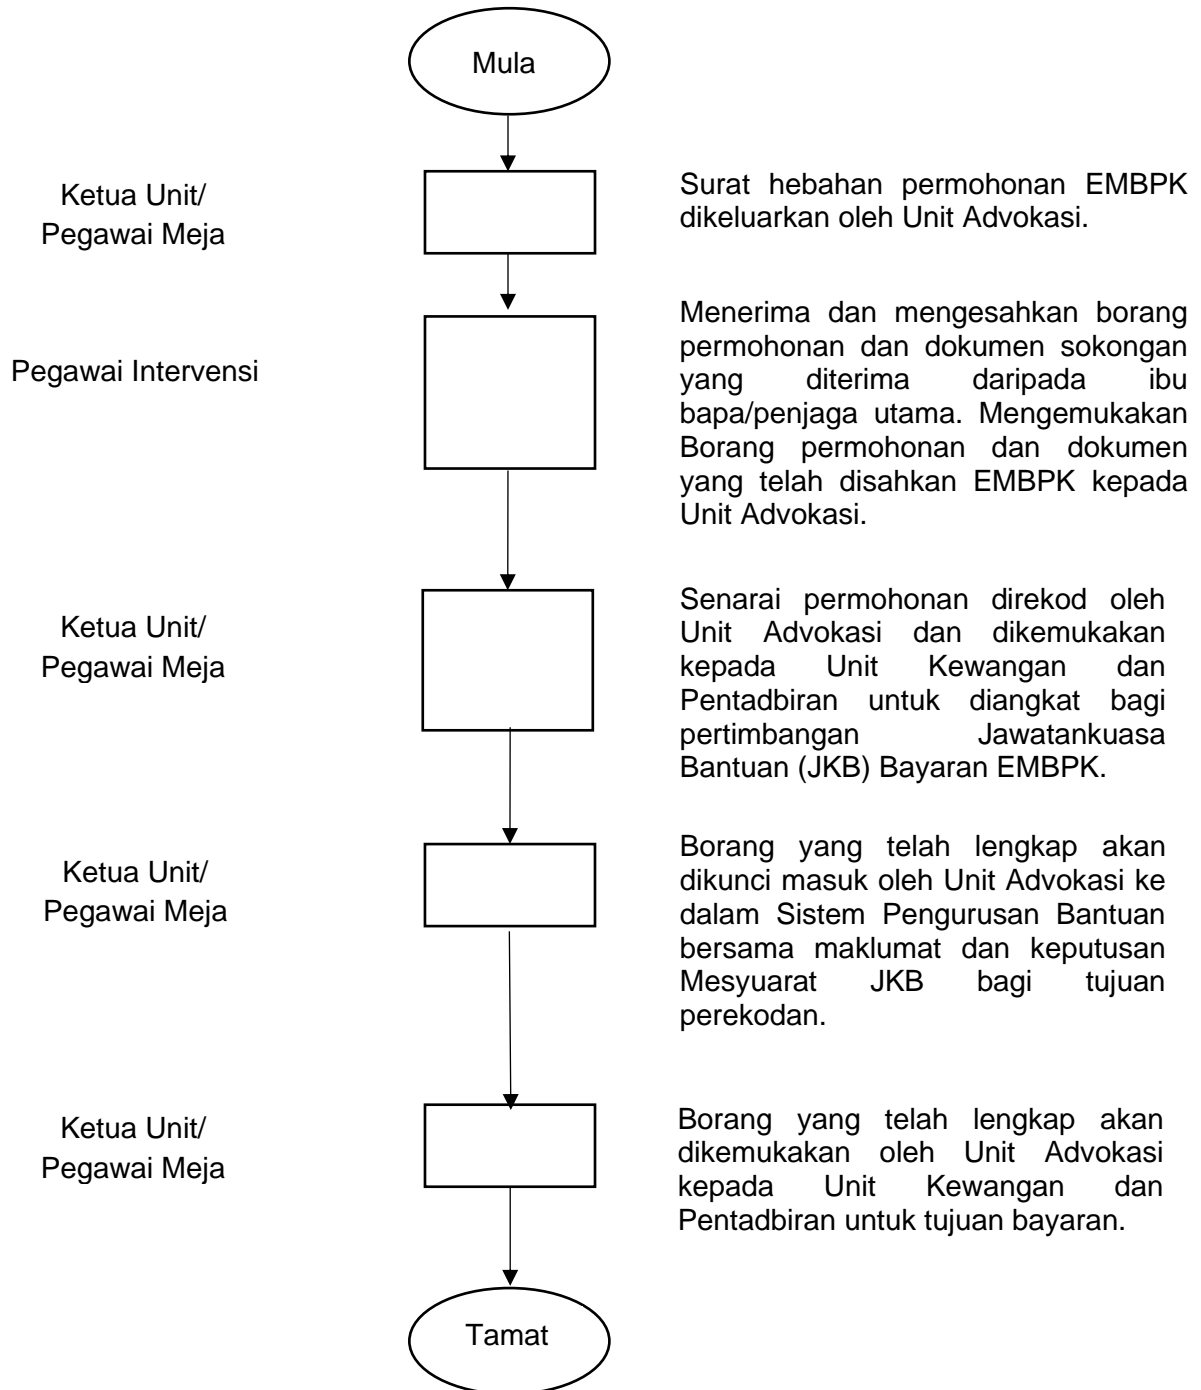 Mula
Ketua Unit/
Pegawai Meja
Surat hebahan permohonan EMBPK
dikeluarkan oleh Unit Advokasi.
Pegawai Intervensi
Menerima dan mengesahkan borang
permohonan dan dokumen sokongan
yang diterima daripada ibu
bapa/penjaga utama. Mengemukakan
Borang permohonan dan dokumen
yang telah disahkan EMBPK kepada
Unit Advokasi.
Ketua Unit/
Pegawai Meja
Senarai permohonan direkod oleh
Unit Advokasi dan dikemukakan
kepada Unit Kewangan dan
Pentadbiran untuk diangkat bagi
pertimbangan Jawatankuasa
Bantuan (JKB) Bayaran EMBPK.
Ketua Unit/
Pegawai Meja
Borang yang telah lengkap akan
dikunci masuk oleh Unit Advokasi ke
dalam Sistem Pengurusan Bantuan
bersama maklumat dan keputusan
Mesyuarat JKB bagi tujuan
perekodan.
Ketua Unit/
Pegawai Meja
Borang yang telah lengkap akan
dikemukakan oleh Unit Advokasi
kepada Unit Kewangan dan
Pentadbiran untuk tujuan bayaran.
Tamat